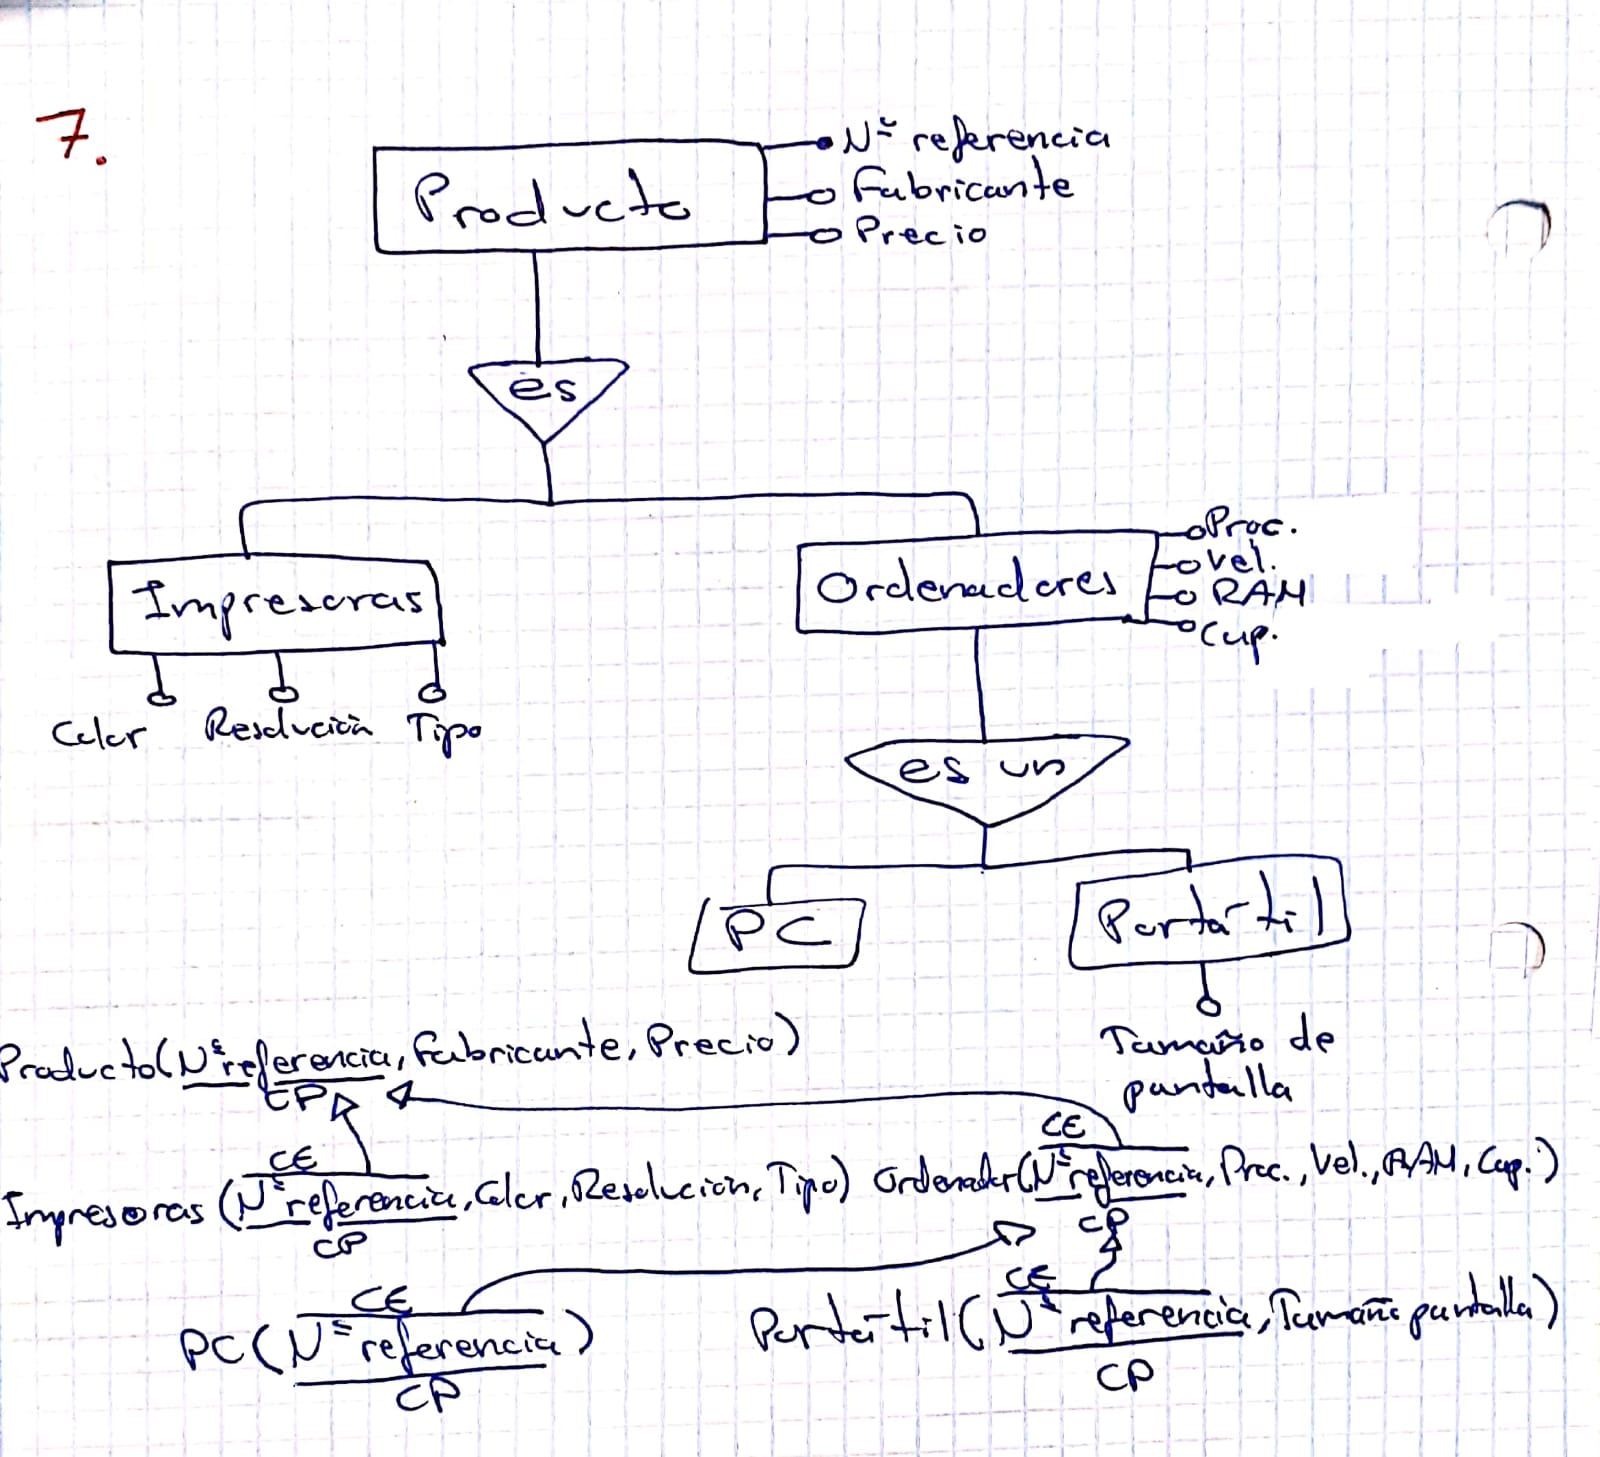 7.
Producto
Nº referencia
Fabricante
Precio
es
Impresoras
Color Resolución Tipo
Ordenadores
Proc.
Vel.
RAM
Cap.
es un
PC
Portátil
Tamaño de
pantalla
Producto(Nº referencia, Fabricante, Precio)
CP
CE
CE
Impresoras (Nº referencia, Color, Resolución, Tipo) Ordenador(Nº referencia, Proc., Vel., RAM, Cap.)
CP
CP
CE
CE
PC(Nº referencia)
Portátil(Nº referencia, Tamaño pantalla)
CP
CP